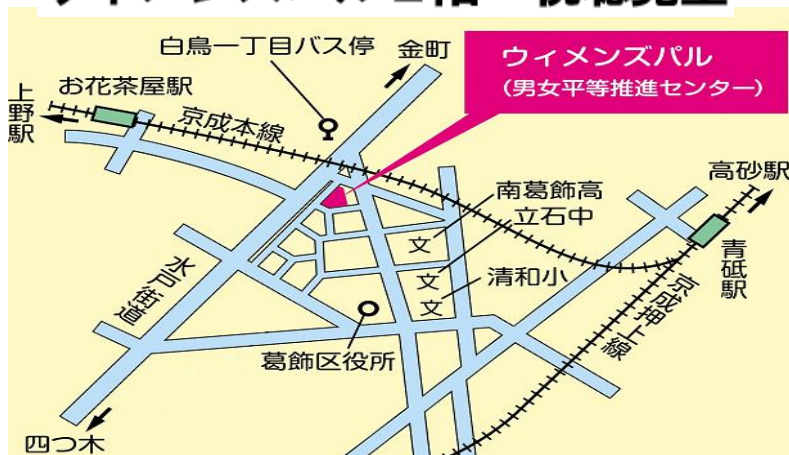 白鳥一丁目バス停
金町
ウィメンズパル
(男女平等推進センター)
お花茶屋駅
上野駅
京成本線
高砂駅
南葛飾高
立石中
文
清和小
文
文
青砥駅
水戸街道
京成押上線
葛飾区役所
四つ木